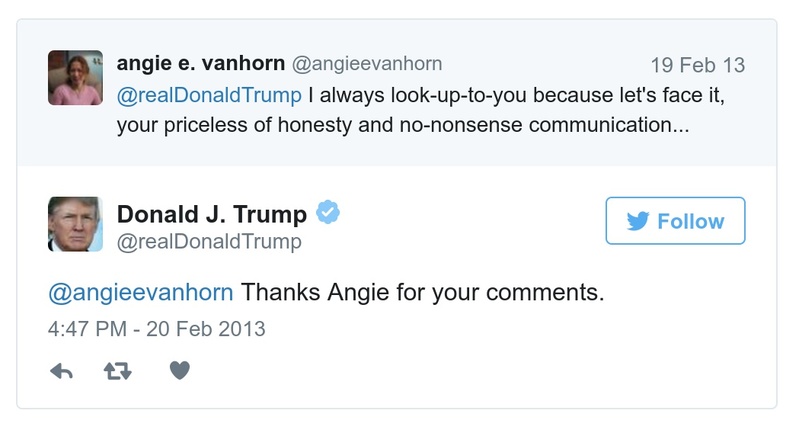 angie e. vanhorn @angieevanhorn 19 Feb 13
@realDonaldTrump I always look-up-to-you because let's face it,
your priceless of honesty and no-nonsense communication...
Donald J. Trump
@realDonaldTrump
Follow
@angieevanhorn Thanks Angie for your comments.
4:47 PM - 20 Feb 2013